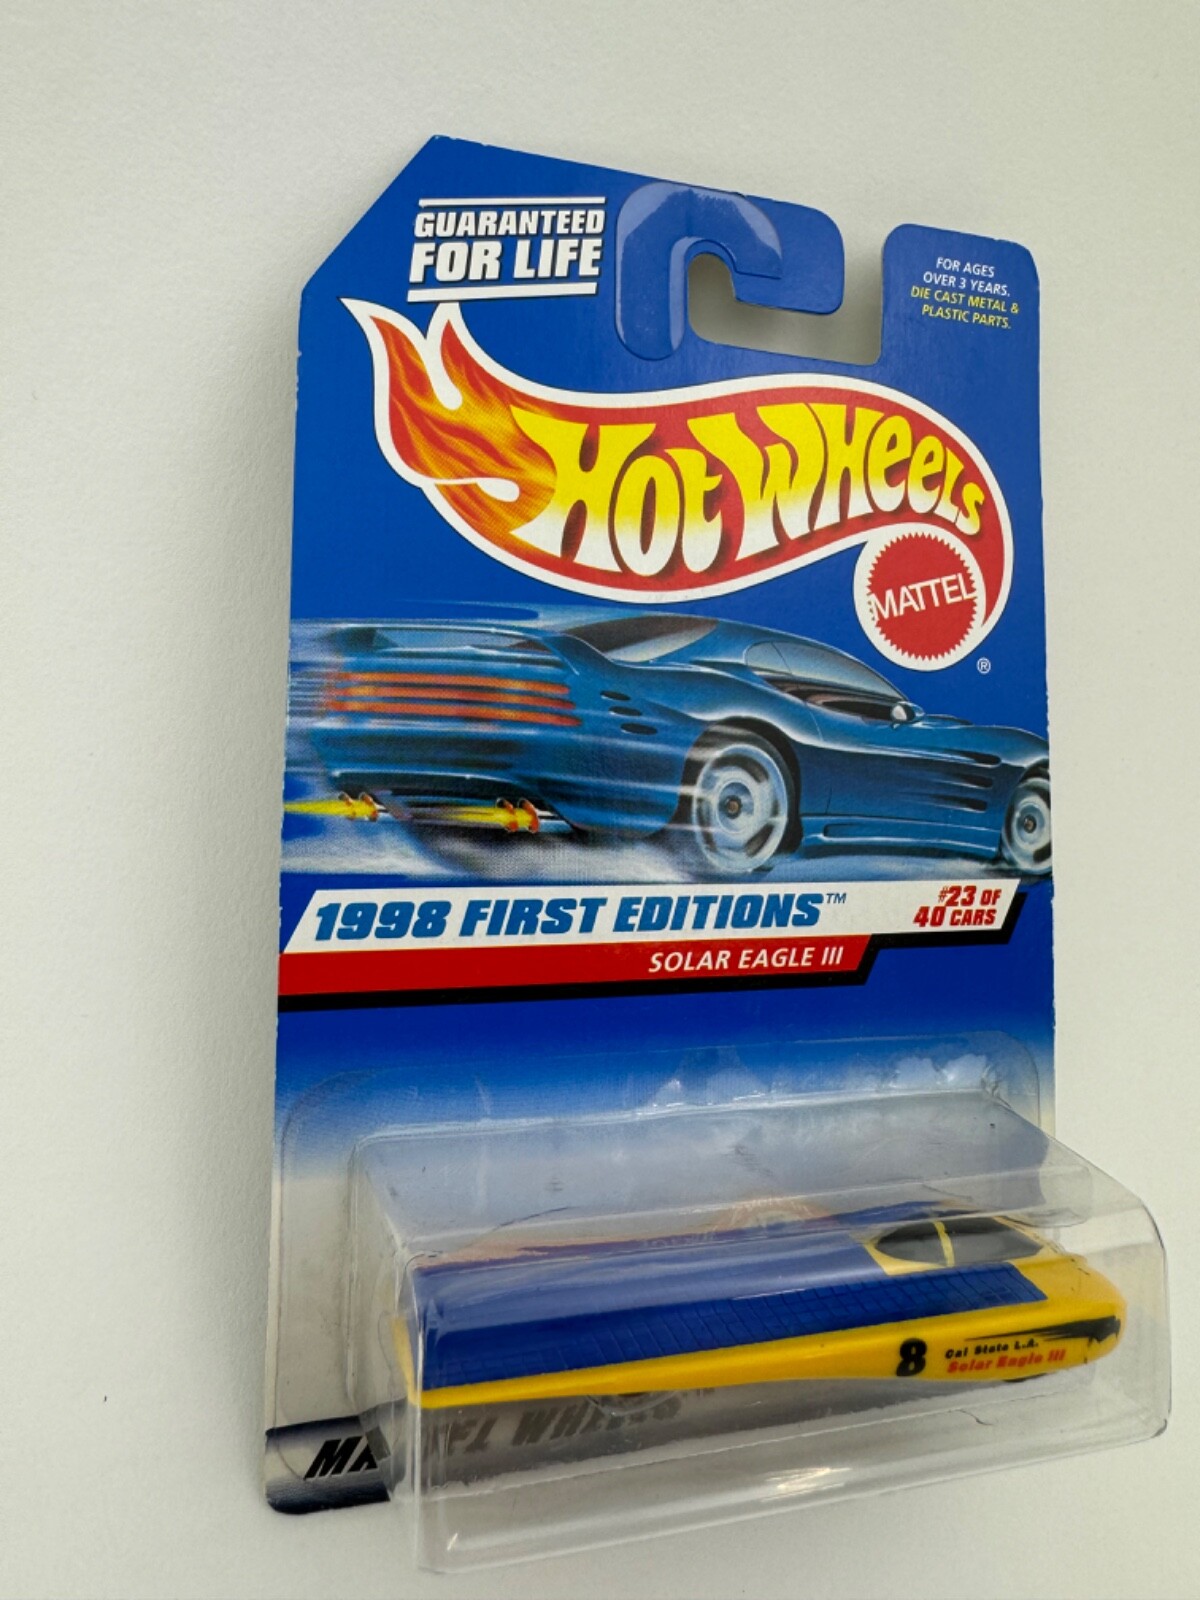 GUARANTEED
FOR LIFE
FOR AGES
OVER 3 YEARS.
DIE CAST METAL &
PLASTIC PARTS.
HOT WHEELS
MATTEL
®
1998 FIRST EDITIONS™
#23 OF
40 CARS
SOLAR EAGLE III
8
Cal State L.A.
Solar Eagle III